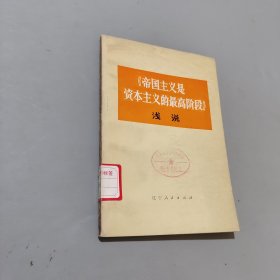 《帝国主义是
资本主义的最高阶段》
浅说
辽宁人民出版社